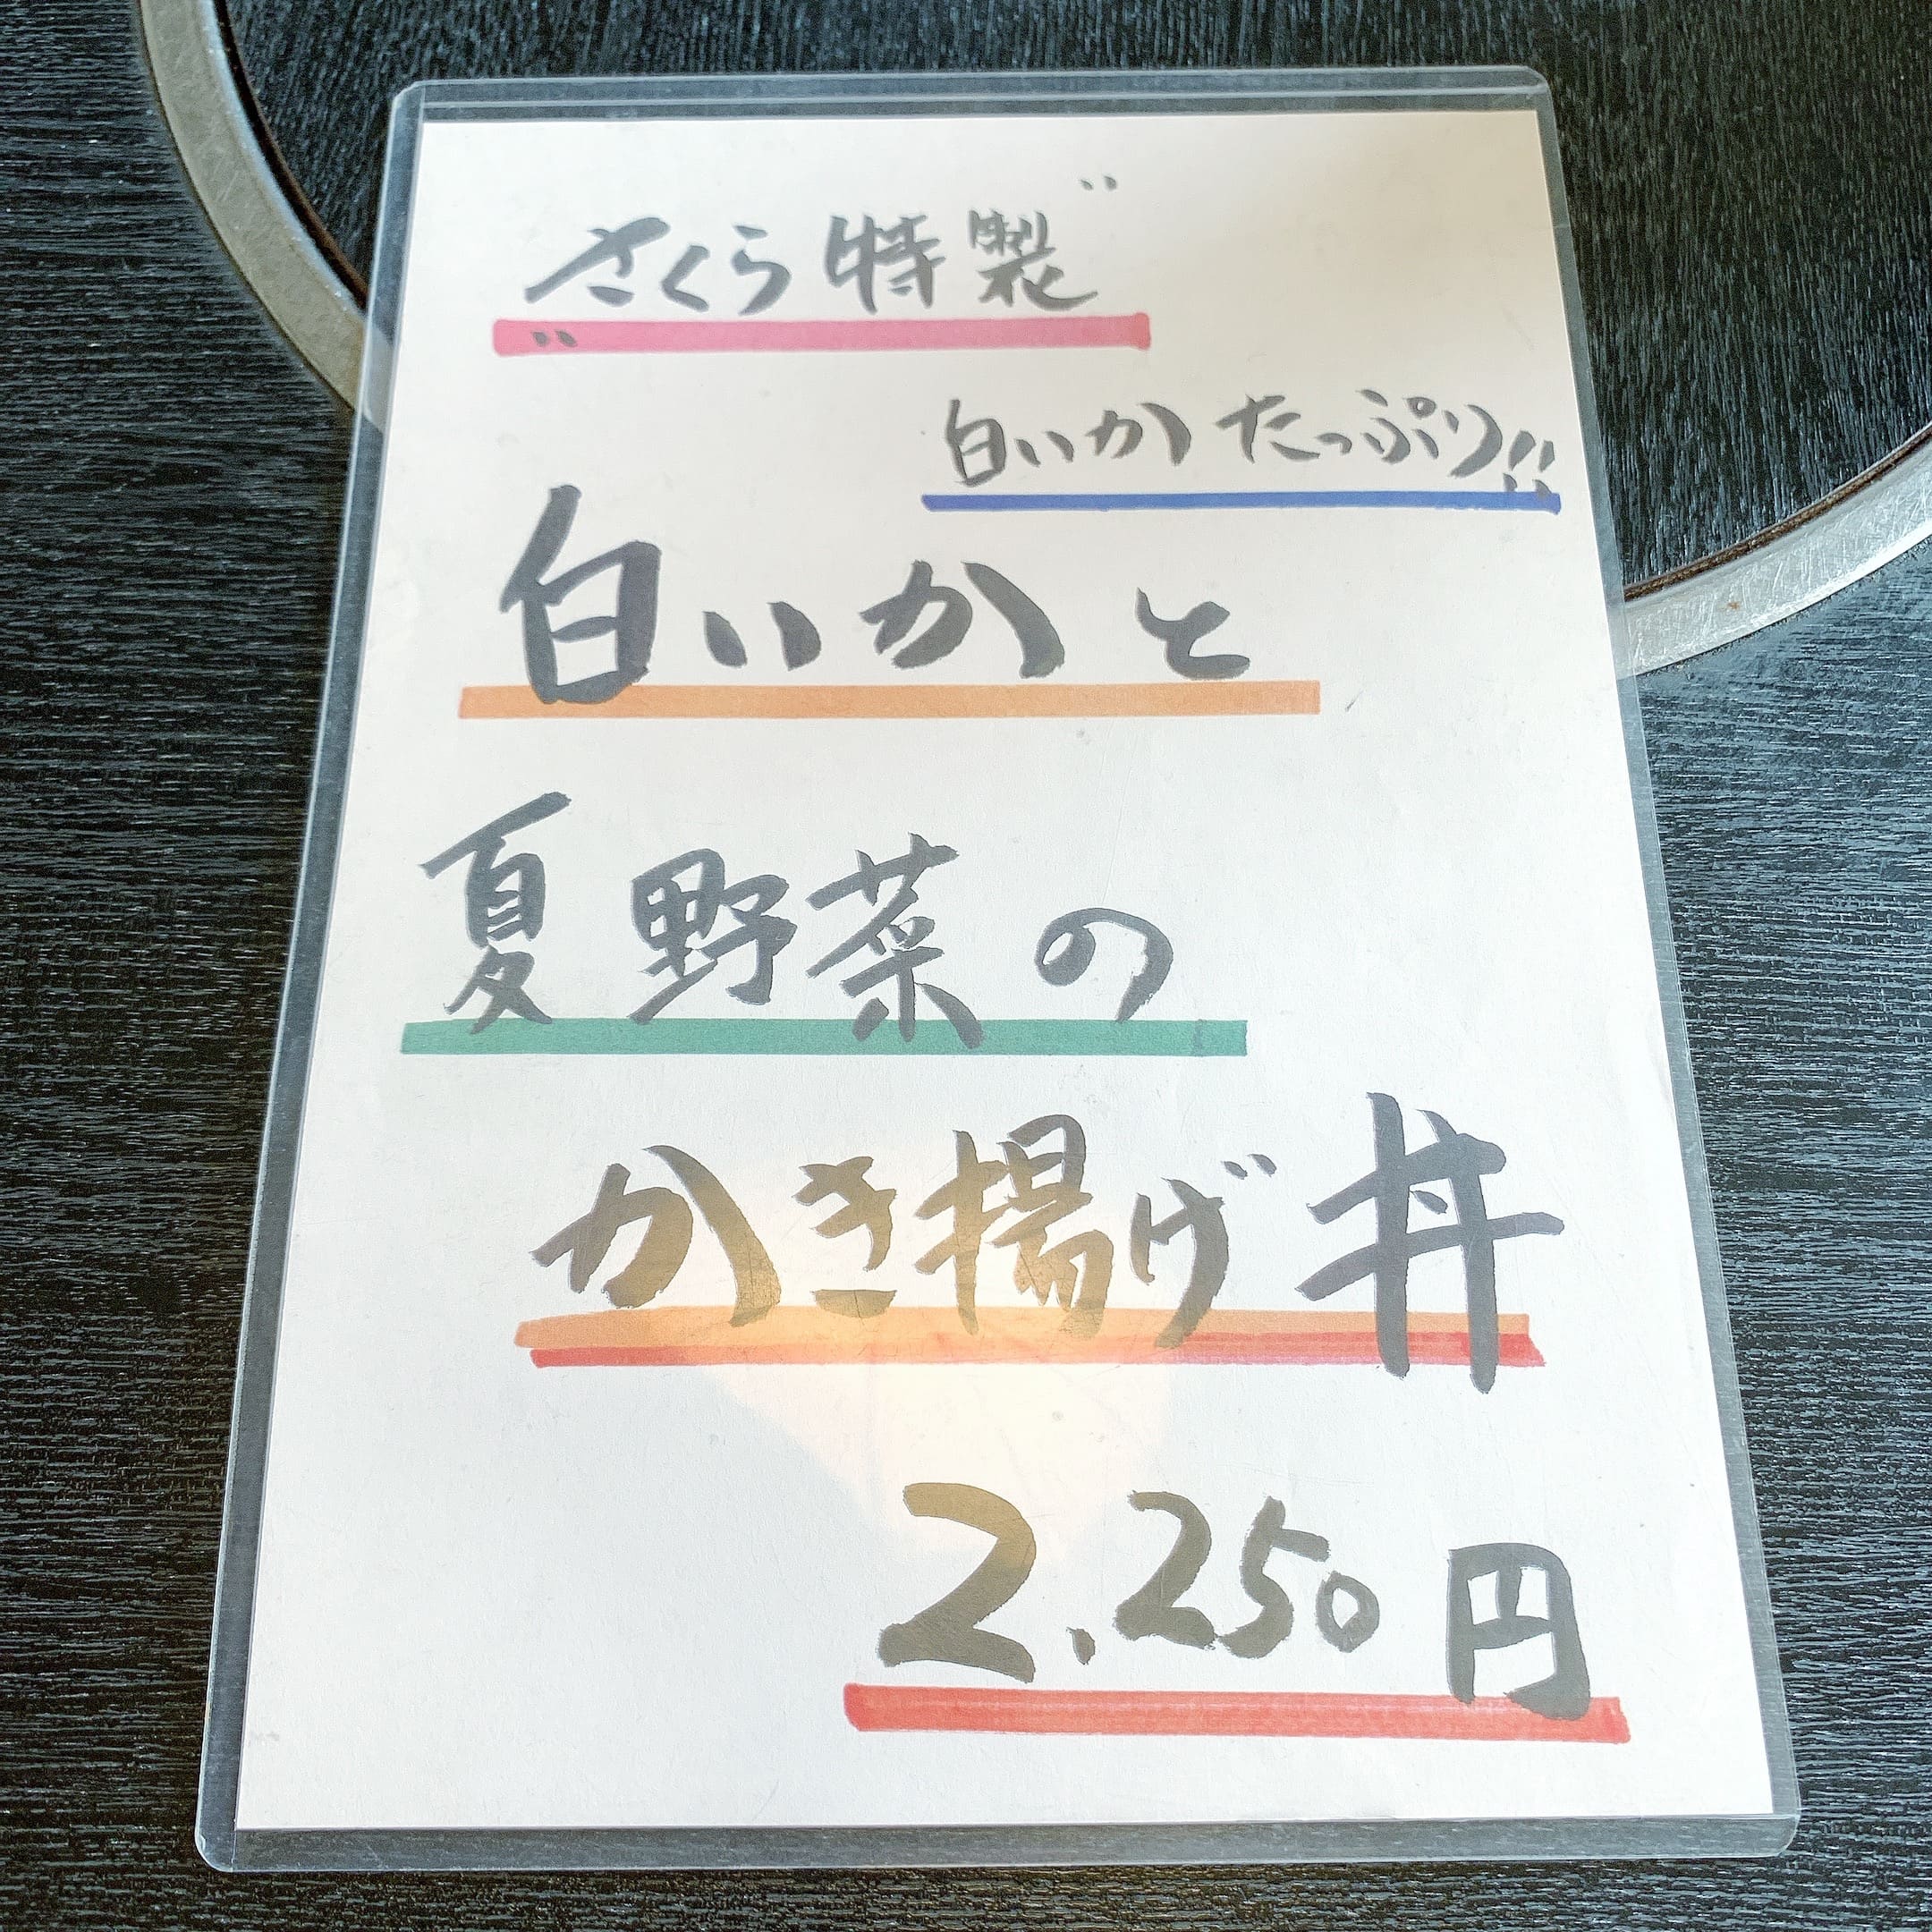 〝さくら特製〟
白いかたっぷり!!
白いかと
夏野菜の
かき揚げ丼
2.250円